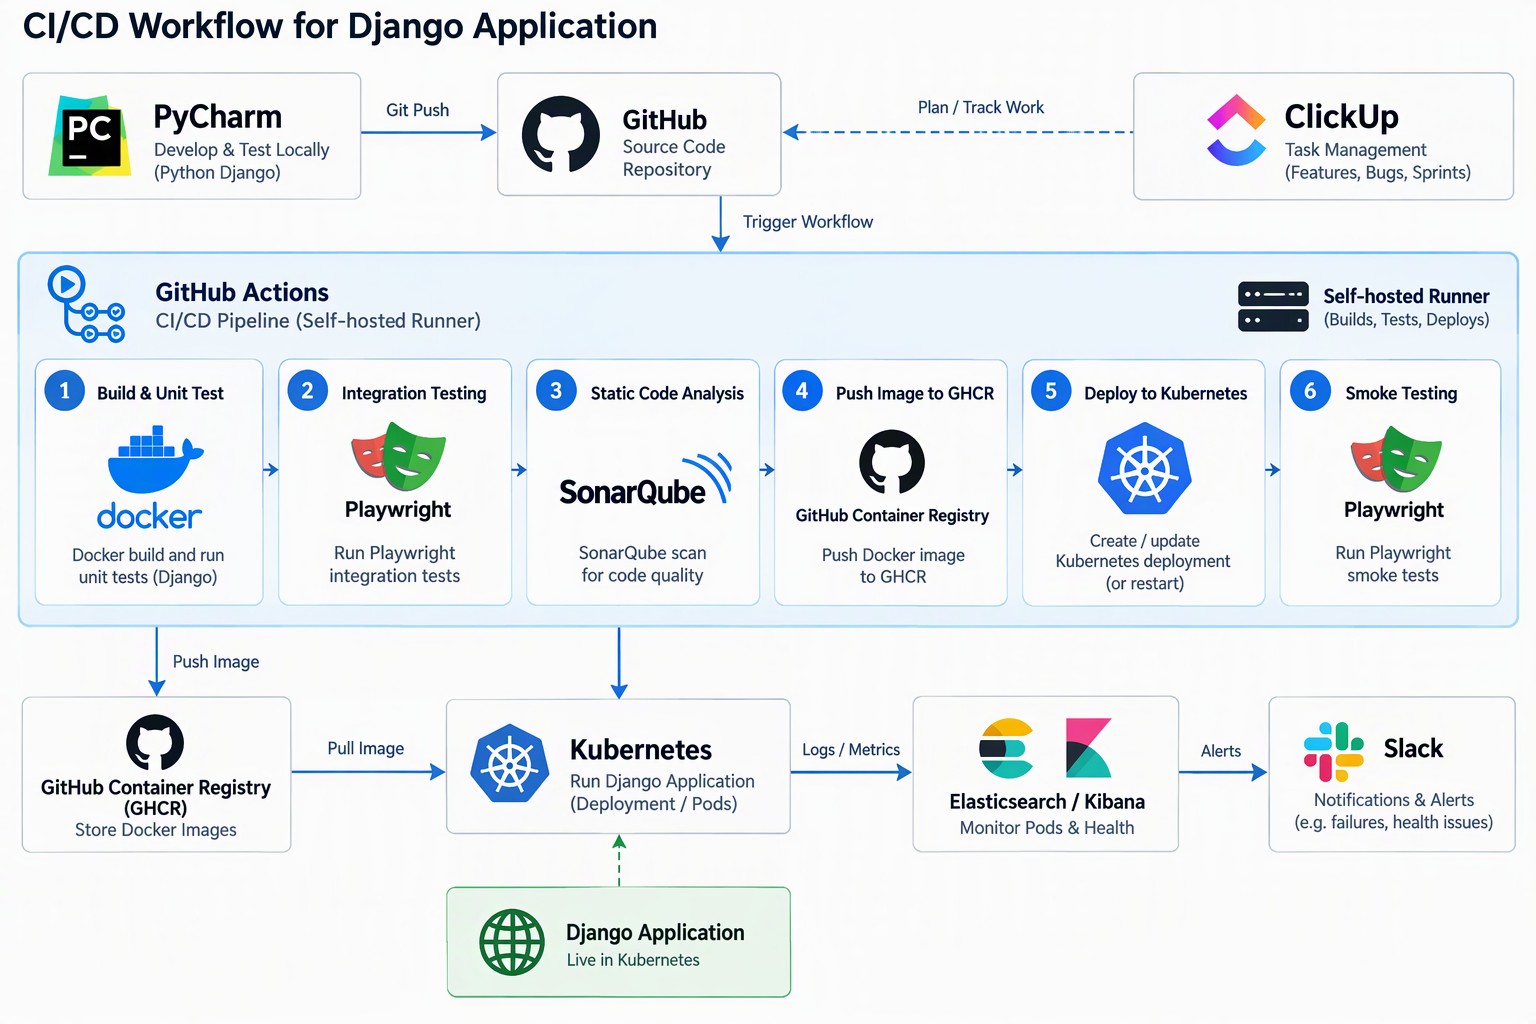 CI/CD Workflow for Django Application
PC
PyCharm
Develop & Test Locally
(Python Django)
Git Push
GitHub
Source Code
Repository
Plan / Track Work
ClickUp
Task Management
(Features, Bugs, Sprints)
Trigger Workflow
GitHub Actions
CI/CD Pipeline (Self-hosted Runner)
Self-hosted Runner
(Builds, Tests, Deploys)
1
Build & Unit Test
docker
Docker build and run
unit tests (Django)
2
Integration Testing
Playwright
Run Playwright
integration tests
3
Static Code Analysis
SonarQube
SonarQube scan
for code quality
4
Push Image to GHCR
GitHub Container Registry
Push Docker image
to GHCR
5
Deploy to Kubernetes
Create / update
Kubernetes deployment
(or restart)
6
Smoke Testing
Playwright
Run Playwright
smoke tests
Push Image
GitHub Container Registry
(GHCR)
Store Docker Images
Pull Image
Kubernetes
Run Django Application
(Deployment / Pods)
Logs / Metrics
Elasticsearch / Kibana
Monitor Pods & Health
Alerts
Slack
Notifications & Alerts
(e.g. failures, health issues)
Django Application
Live in Kubernetes